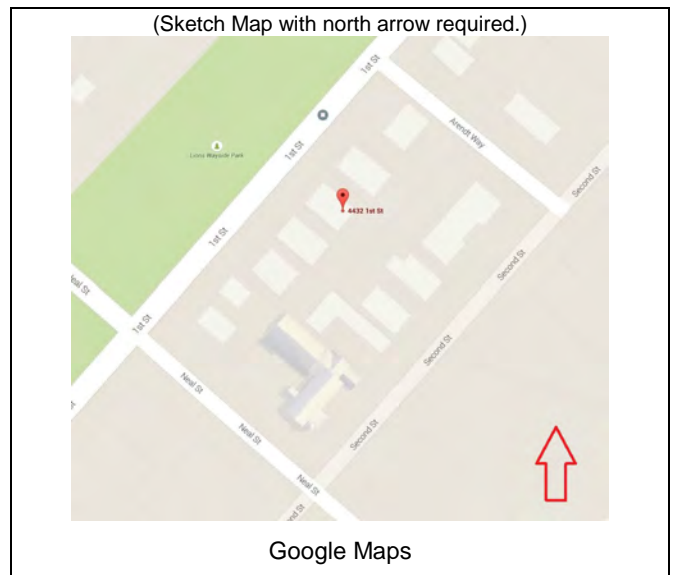 (Sketch Map with north arrow required.)
1st St
Arendt Way
1st St
Lions Wayside Park
Second St
4432 1st St
1st St
Second St
Neal St
1st St
Second St
Neal St
Neal St
Second St
Neal St
Google Maps